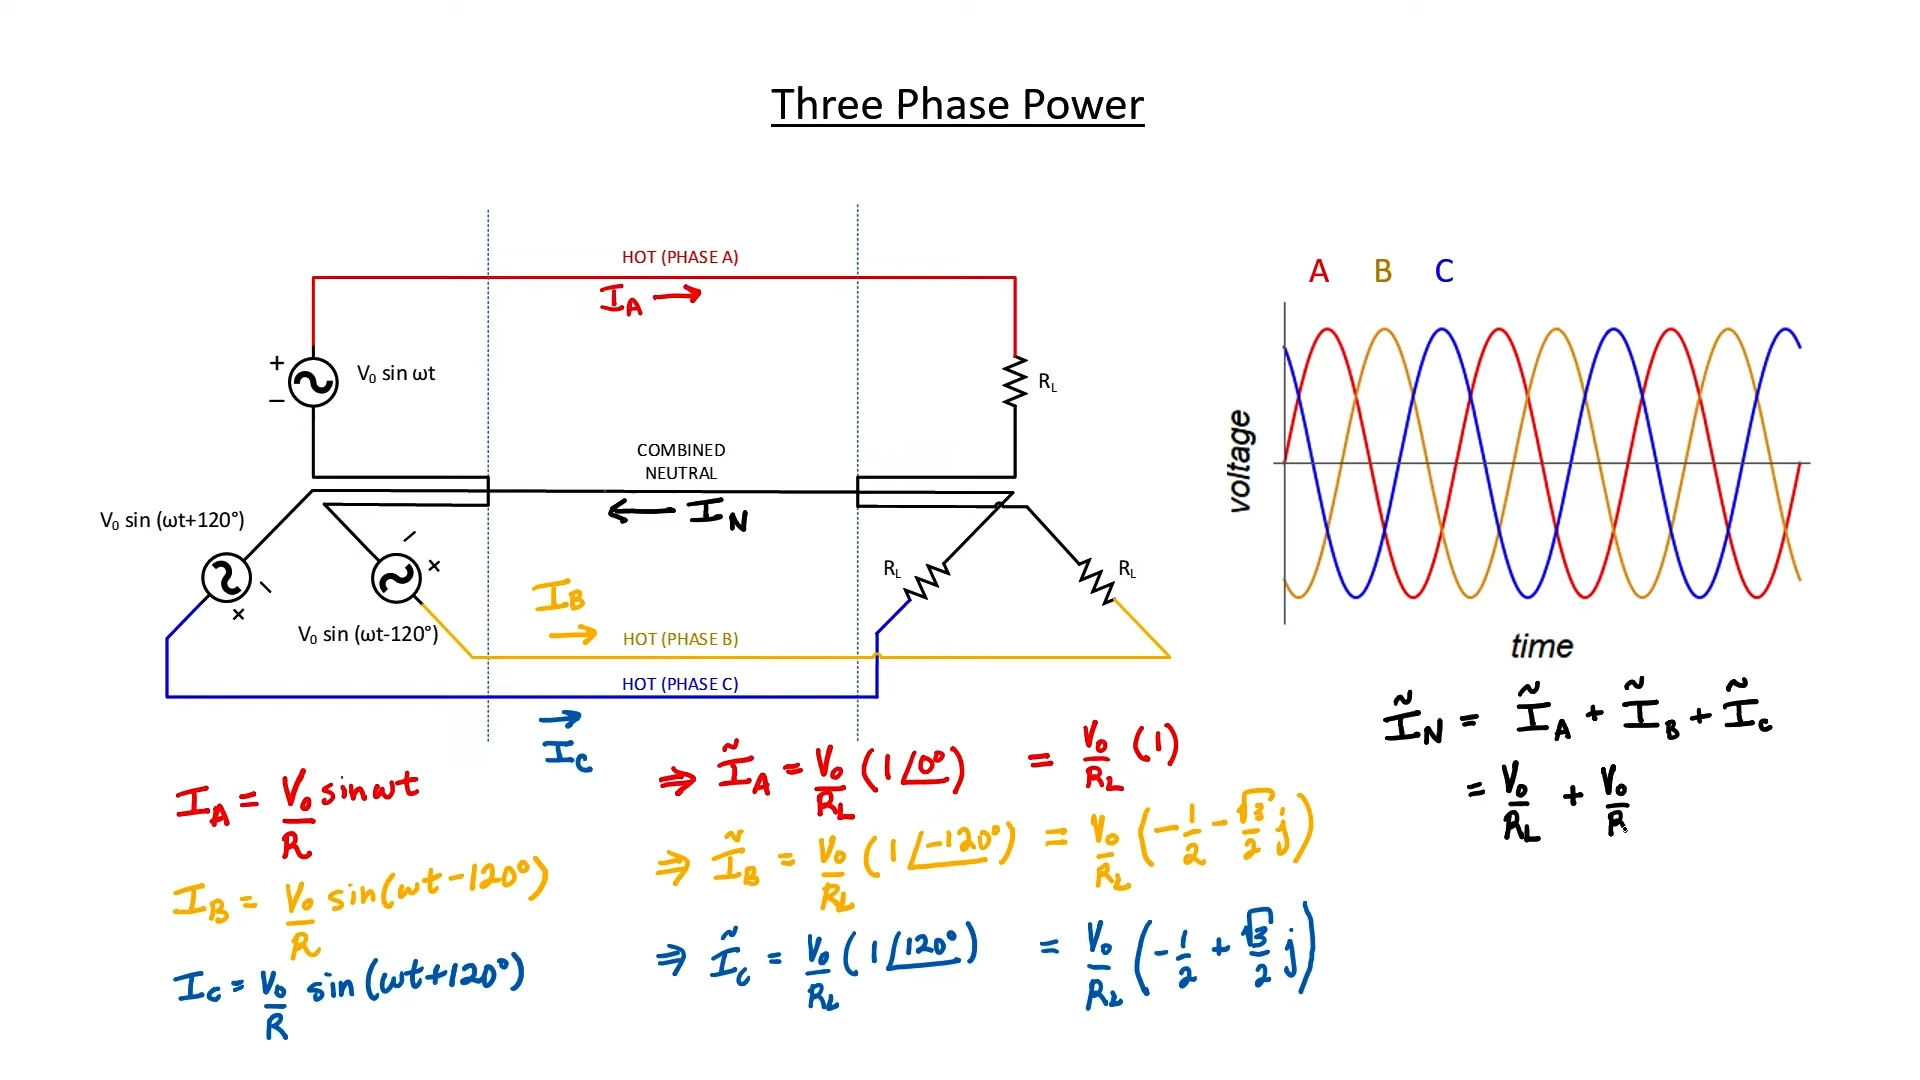 Three Phase Power
HOT (PHASE A)
I_A →
A B C
+
−
V₀ sin ωt
R_L
COMBINED
NEUTRAL
← I_N
V₀ sin (ωt+120°)
−
+
−
+
V₀ sin (ωt-120°)
R_L
R_L
I_B
→
HOT (PHASE B)
HOT (PHASE C)
→
I_C
voltage
time
I_A = V₀/R sin ωt ⇒ Ĩ_A = V₀/R_L (1∠0°) = V₀/R_L (1)
I_B = V₀/R sin(ωt-120°) ⇒ Ĩ_B = V₀/R_L (1∠-120°) = V₀/R_L (-1/2 - √3/2 j)
I_C = V₀/R sin (ωt+120°) ⇒ Ĩ_C = V₀/R_L (1∠120°) = V₀/R_L (-1/2 + √3/2 j)
Ĩ_N = Ĩ_A + Ĩ_B + Ĩ_C
= V₀/R_L + V₀/R